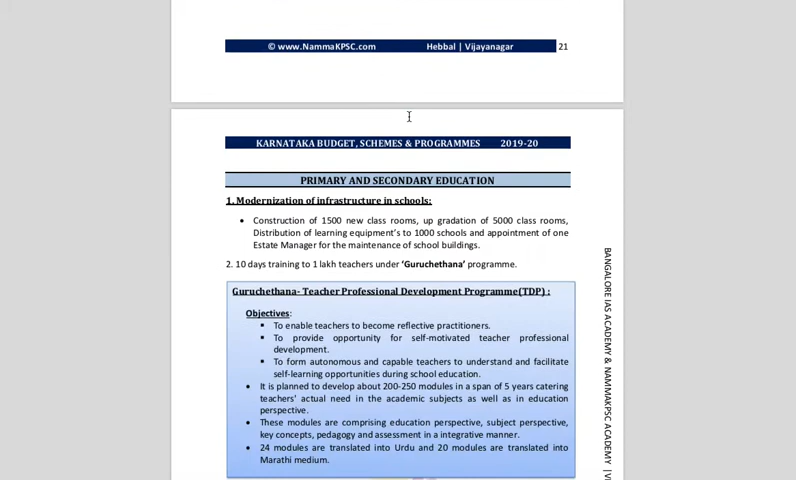 © www.NammaKPSC.com Hebbal | Vijayanagar 21
KARNATAKA BUDGET, SCHEMES & PROGRAMMES 2019-20
PRIMARY AND SECONDARY EDUCATION
1. Modernization of infrastructure in schools:
• Construction of 1500 new class rooms, up gradation of 5000 class rooms,
Distribution of learning equipment's to 1000 schools and appointment of one
Estate Manager for the maintenance of school buildings.
2. 10 days training to 1 lakh teachers under 'Guruchethana' programme.
Guruchethana- Teacher Professional Development Programme(TDP) :
Objectives:
▪ To enable teachers to become reflective practitioners.
▪ To provide opportunity for self-motivated teacher professional
development.
▪ To form autonomous and capable teachers to understand and facilitate
self-learning opportunities during school education.
• It is planned to develop about 200-250 modules in a span of 5 years catering
teachers' actual need in the academic subjects as well as in education
perspective.
• These modules are comprising education perspective, subject perspective,
key concepts, pedagogy and assessment in a integrative manner.
• 24 modules are translated into Urdu and 20 modules are translated into
Marathi medium.
BANGALORE IAS ACADEMY & NAMMAKPSC ACADEMY |